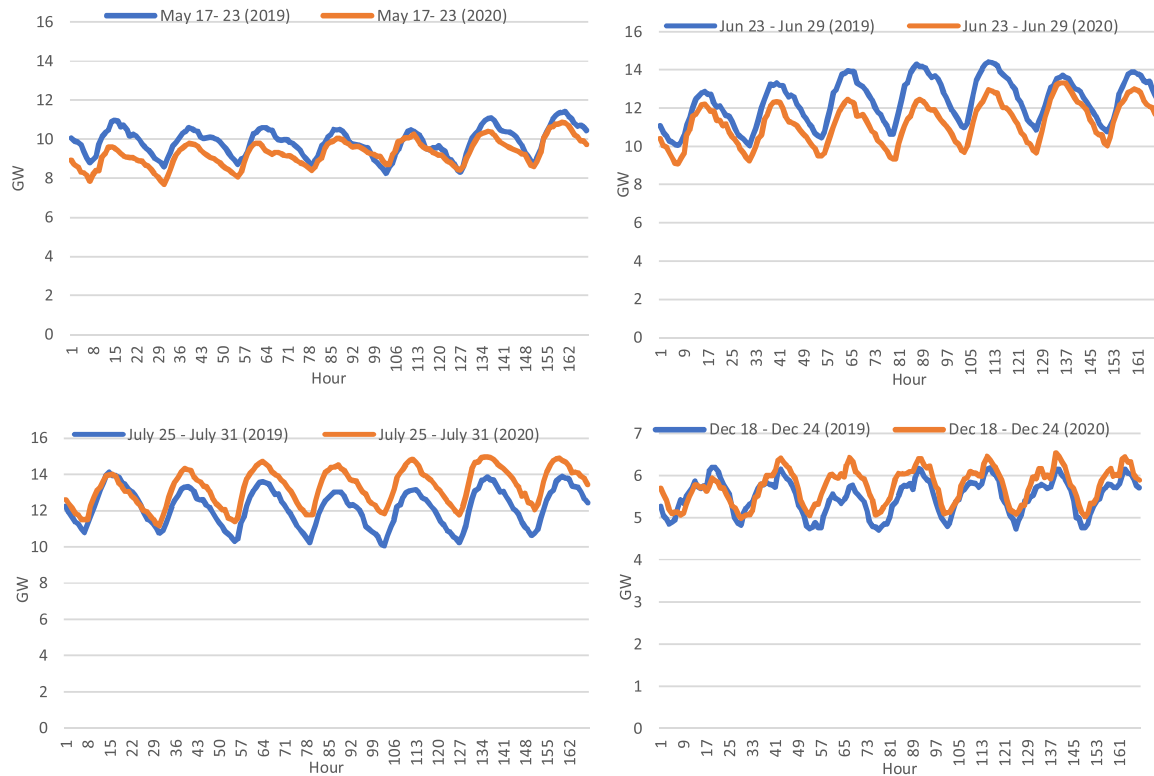 May 17- 23 (2019) May 17- 23 (2020)
16
14
12
10
8
6
4
2
0
GW
1 8 15 22 29 36 43 50 57 64 71 78 85 92 99 106 113 120 127 134 141 148 155 162
Hour
Jun 23 - Jun 29 (2019) Jun 23 - Jun 29 (2020)
16
14
12
10
8
6
4
2
0
GW
1 9 17 25 33 41 49 57 65 73 81 89 97 105 113 121 129 137 145 153 161
Hour
July 25 - July 31 (2019) July 25 - July 31 (2020)
16
14
12
10
8
6
4
2
0
GW
1 8 15 22 29 36 43 50 57 64 71 78 85 92 99 106 113 120 127 134 141 148 155 162
Hour
Dec 18 - Dec 24 (2019) Dec 18 - Dec 24 (2020)
7
6
5
4
3
2
1
0
GW
1 9 17 25 33 41 49 57 65 73 81 89 97 105 113 121 129 137 145 153 161
Hour